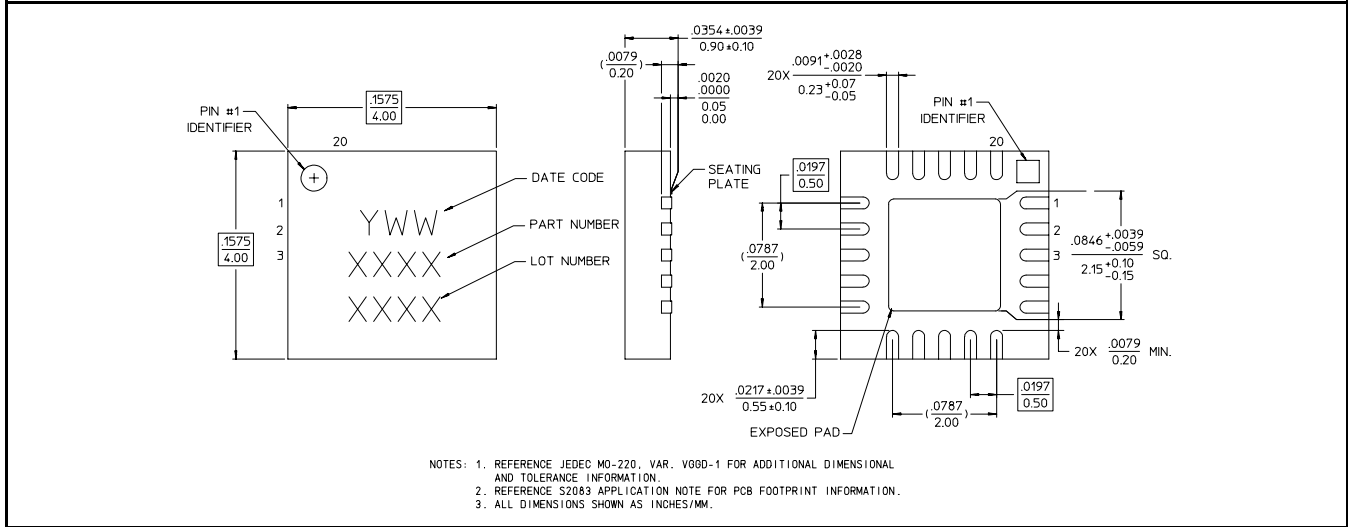 .0354±.0039
0.90±0.10
(.0079
0.20)
.0020
.0000
0.05
0.00
.1575
4.00
PIN #1
IDENTIFIER
20
1
2
3
.1575
4.00
YWW
XXXX
XXXX
DATE CODE
PART NUMBER
LOT NUMBER
SEATING
PLATE
20X .0091+.0028
-.0020
0.23+0.07
-0.05
PIN #1
IDENTIFIER
20
.0197
0.50
(.0787
2.00)
1
2
3
.0846+.0039
-.0059
2.15+0.10
-0.15
SQ.
20X .0079
0.20 MIN.
20X .0217±.0039
0.55±0.10
(.0787
2.00)
.0197
0.50
EXPOSED PAD
NOTES: 1. REFERENCE JEDEC MO-220, VAR. VGGD-1 FOR ADDITIONAL DIMENSIONAL
AND TOLERANCE INFORMATION.
2. REFERENCE S2083 APPLICATION NOTE FOR PCB FOOTPRINT INFORMATION.
3. ALL DIMENSIONS SHOWN AS INCHES/MM.